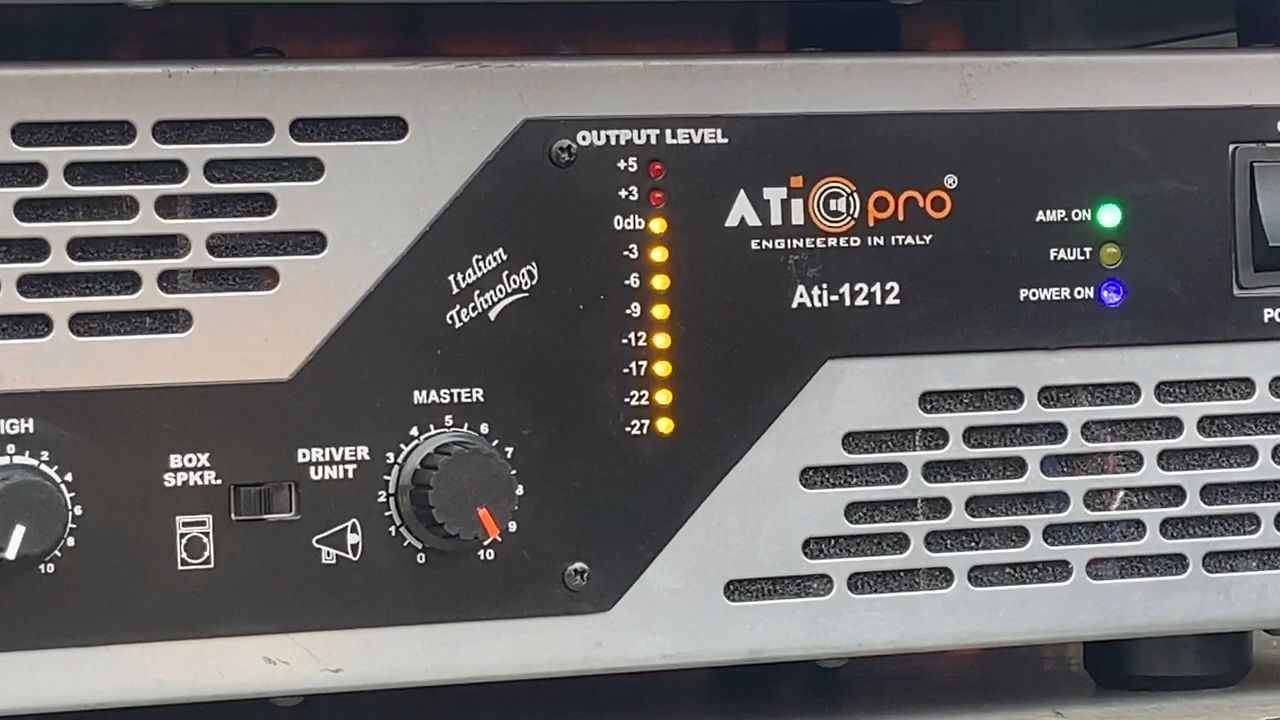 OUTPUT LEVEL
+5
+3
0db
-3
-6
-9
-12
-17
-22
-27
ATi pro®
ENGINEERED IN ITALY
Ati-1212
AMP. ON
FAULT
POWER ON
Italian
Technology
MASTER
0
2
3
4
5
6
7
8
9
10
DRIVER
UNIT
BOX
SPKR.
IGH
0
2
4
6
8
10
PO